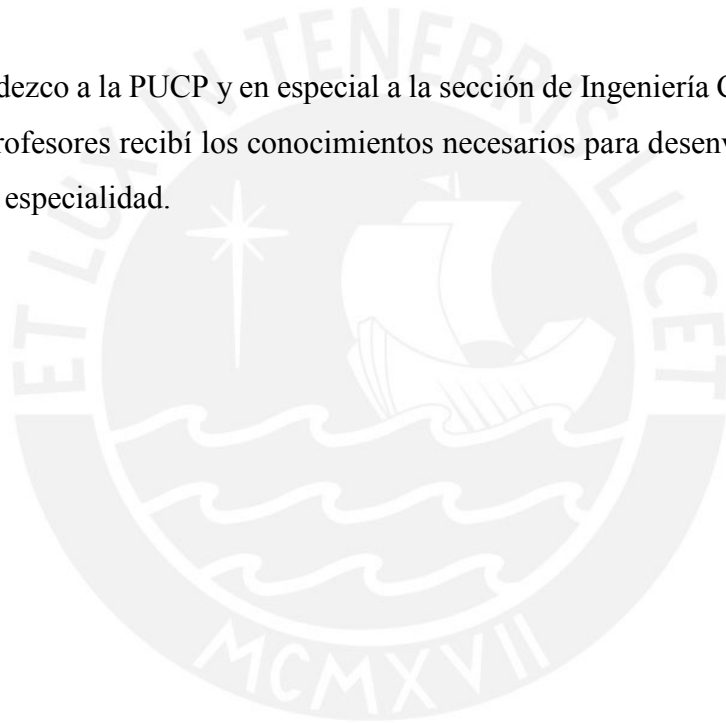 dezco a la PUCP y en especial a la sección de Ingeniería C
rofesores recibí los conocimientos necesarios para desenv
especialidad.
ET LUX IN TENEBRIS LUCET
MCMXVII